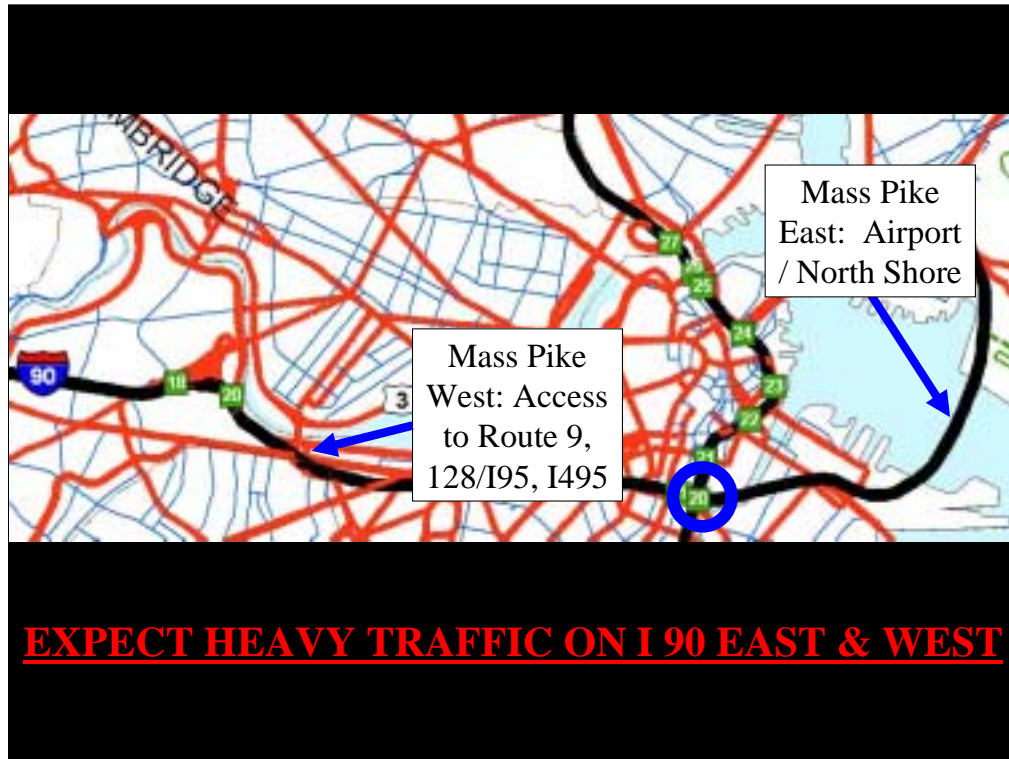 MBRIDGE
27
25
Mass Pike
East: Airport
/ North Shore
24
90
18
20
Mass Pike
West: Access
to Route 9,
128/I95, I495
3
23
22
21
20
EXPECT HEAVY TRAFFIC ON I 90 EAST & WEST